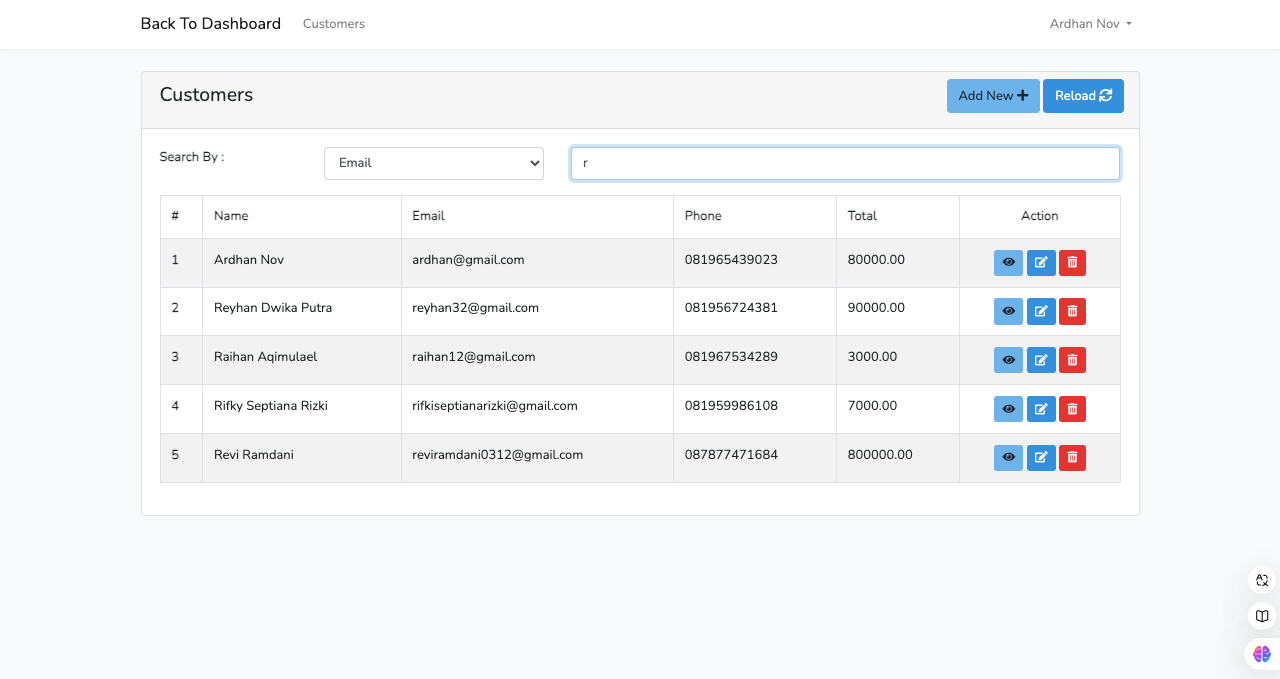 Back To Dashboard Customers Ardhan Nov
Customers Add New Reload
Search By : Email r
# Name Email Phone Total Action
1 Ardhan Nov ardhan@gmail.com 081965439023 80000.00
2 Reyhan Dwika Putra reyhan32@gmail.com 081956724381 90000.00
3 Raihan Aqimulael raihan12@gmail.com 081967534289 3000.00
4 Rifky Septiana Rizki rifkiseptianarizki@gmail.com 081959986108 7000.00
5 Revi Ramdani reviramdani0312@gmail.com 087877471684 800000.00